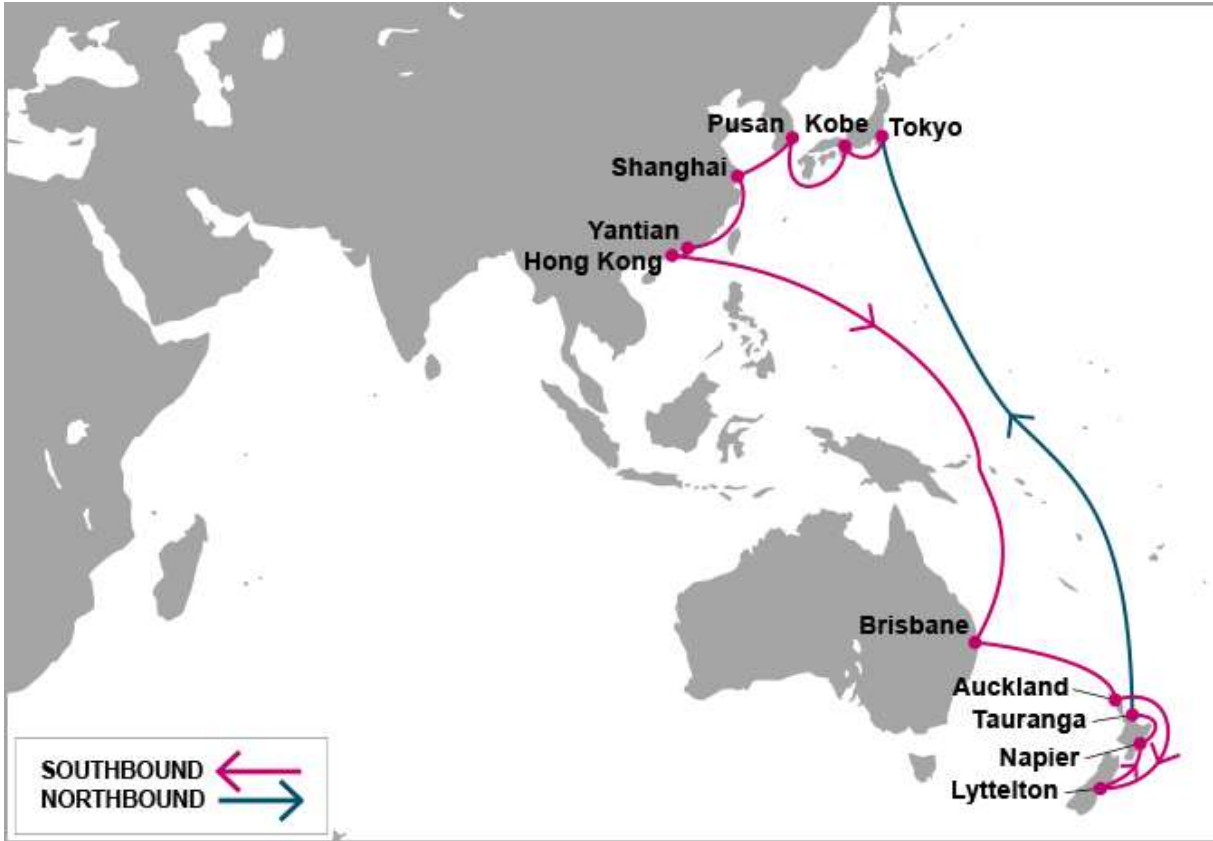 Pusan
Kobe
Tokyo
Shanghai
Yantian
Hong Kong
Brisbane
Auckland
Tauranga
Napier
Lyttelton
SOUTHBOUND
NORTHBOUND